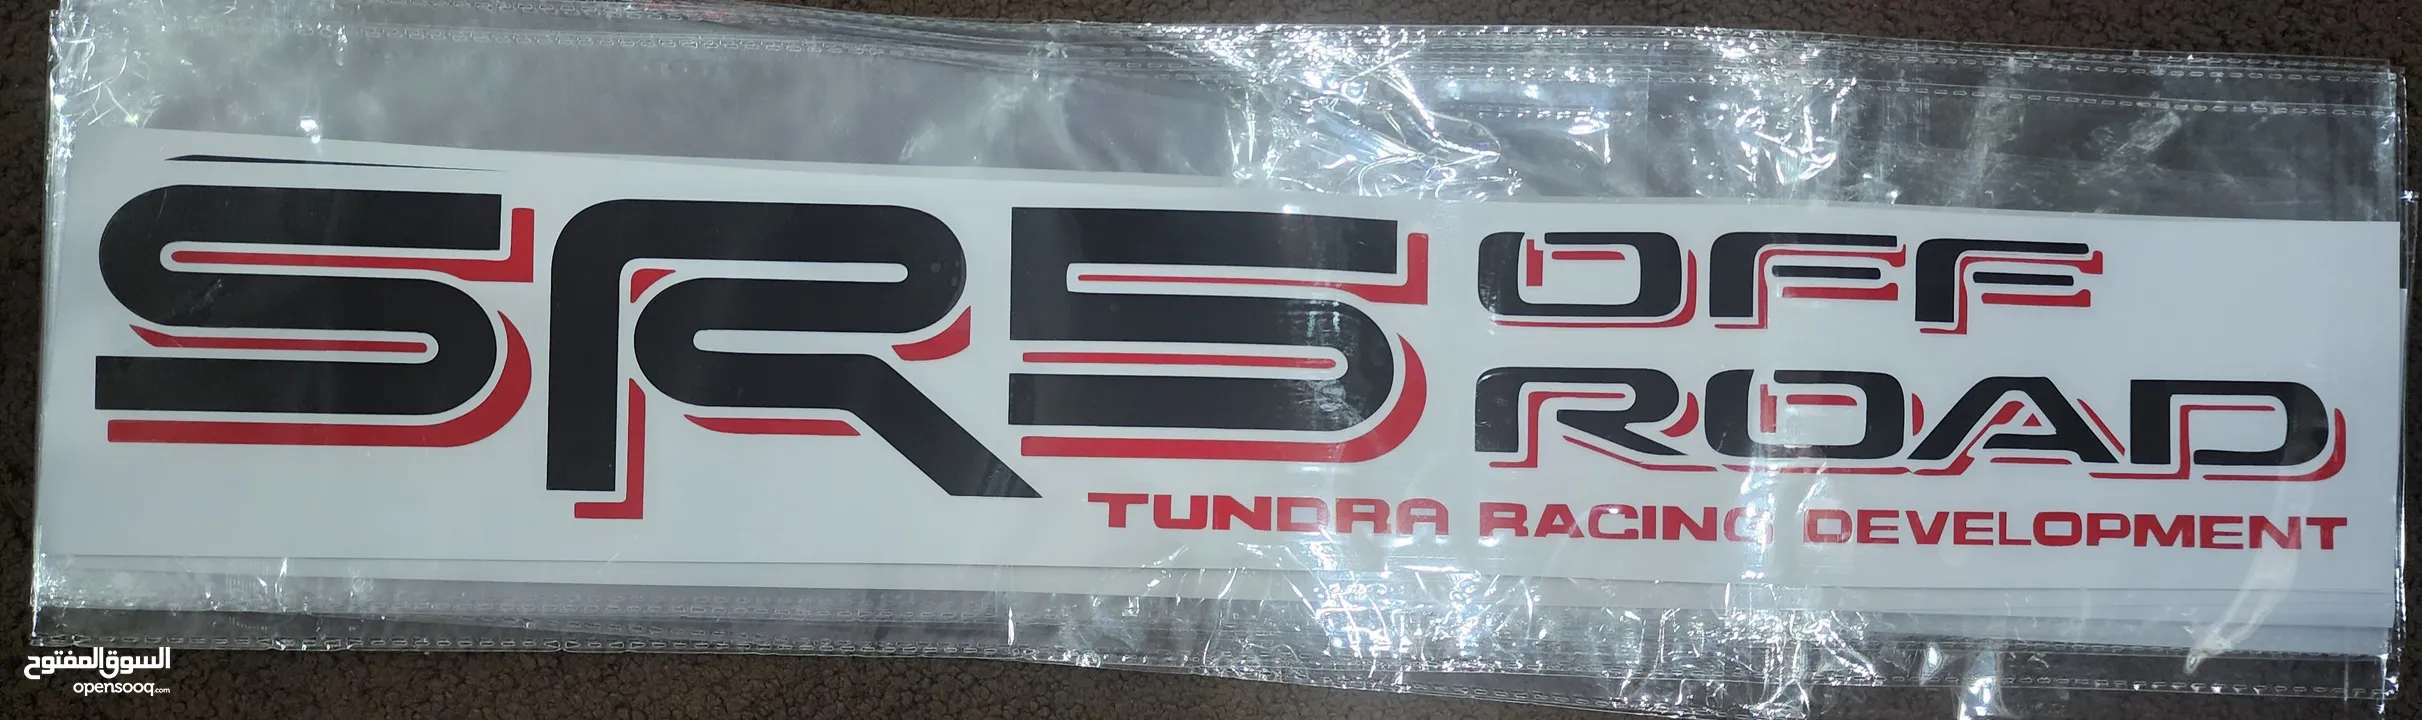 SR5 OFF
ROAD
TUNDRA RACING DEVELOPMENT
السوق المفتوح
opensooq.com